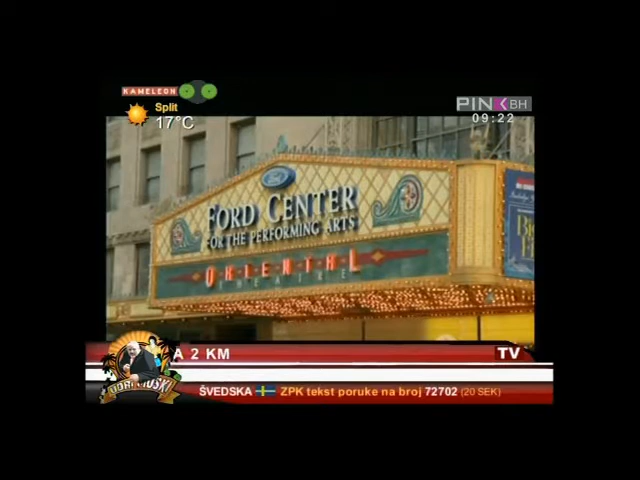 KAMELEON
Split
17°C
PINK BH
09:22
Ford
FORD CENTER
FOR THE PERFORMING ARTS
ORIENTAL
THEATRE
A 2 KM
TV
ŠVEDSKA ZPK tekst poruke na broj 72702 (20 SEK)